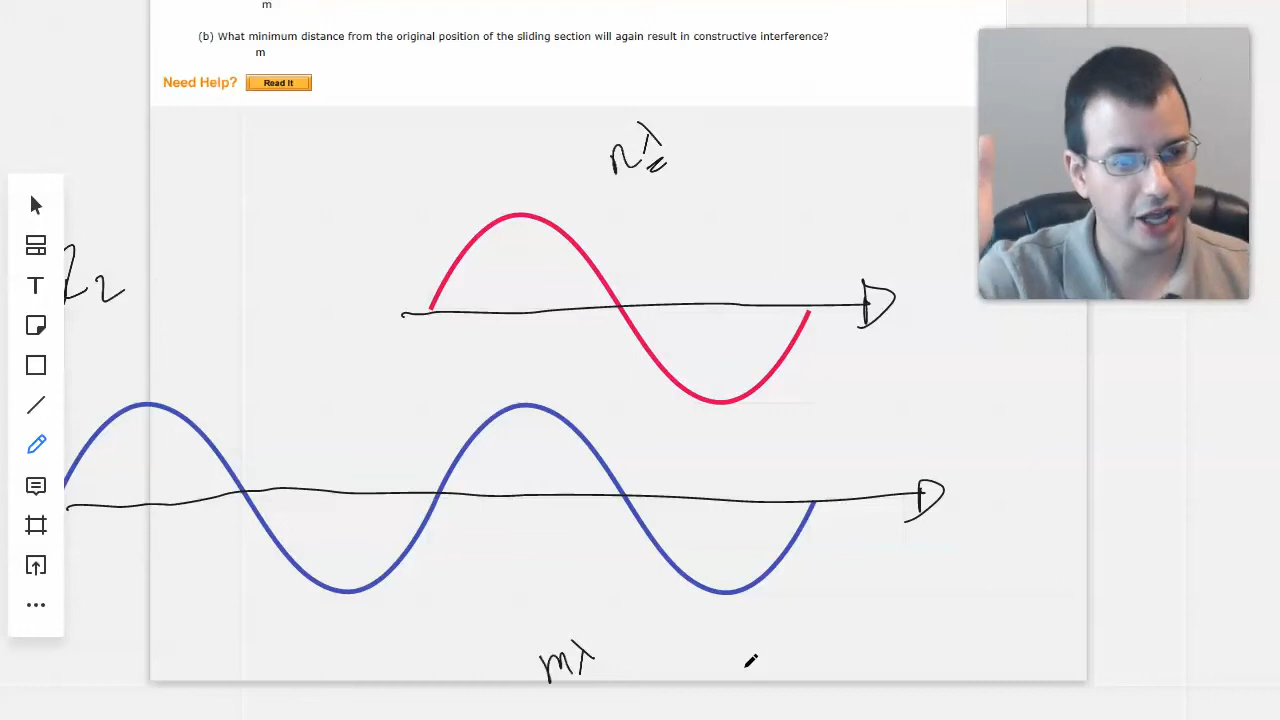 m
(b) What minimum distance from the original position of the sliding section will again result in constructive interference?
m
Need Help? Read It
nλ
T
mλ